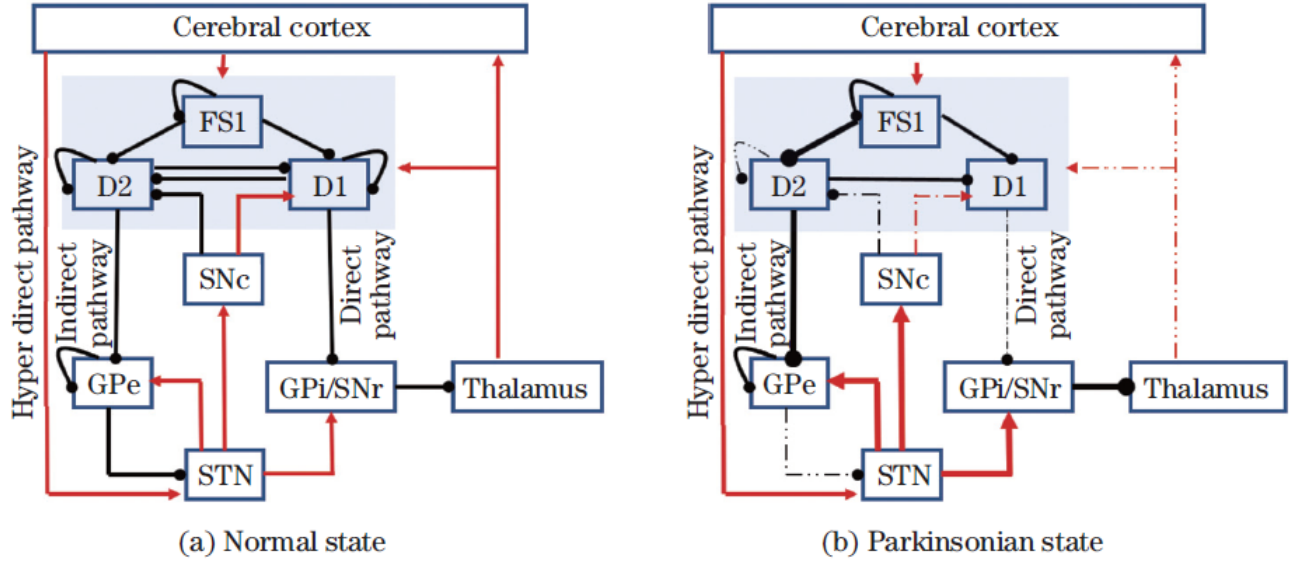 Cerebral cortex
FS1
D2
D1
SNc
Hyper direct pathway
Indirect
pathway
Direct
pathway
GPe
GPi/SNr
Thalamus
STN
(a) Normal state
Cerebral cortex
FS1
D2
D1
SNc
Hyper direct pathway
Indirect
pathway
Direct
pathway
GPe
GPi/SNr
Thalamus
STN
(b) Parkinsonian state